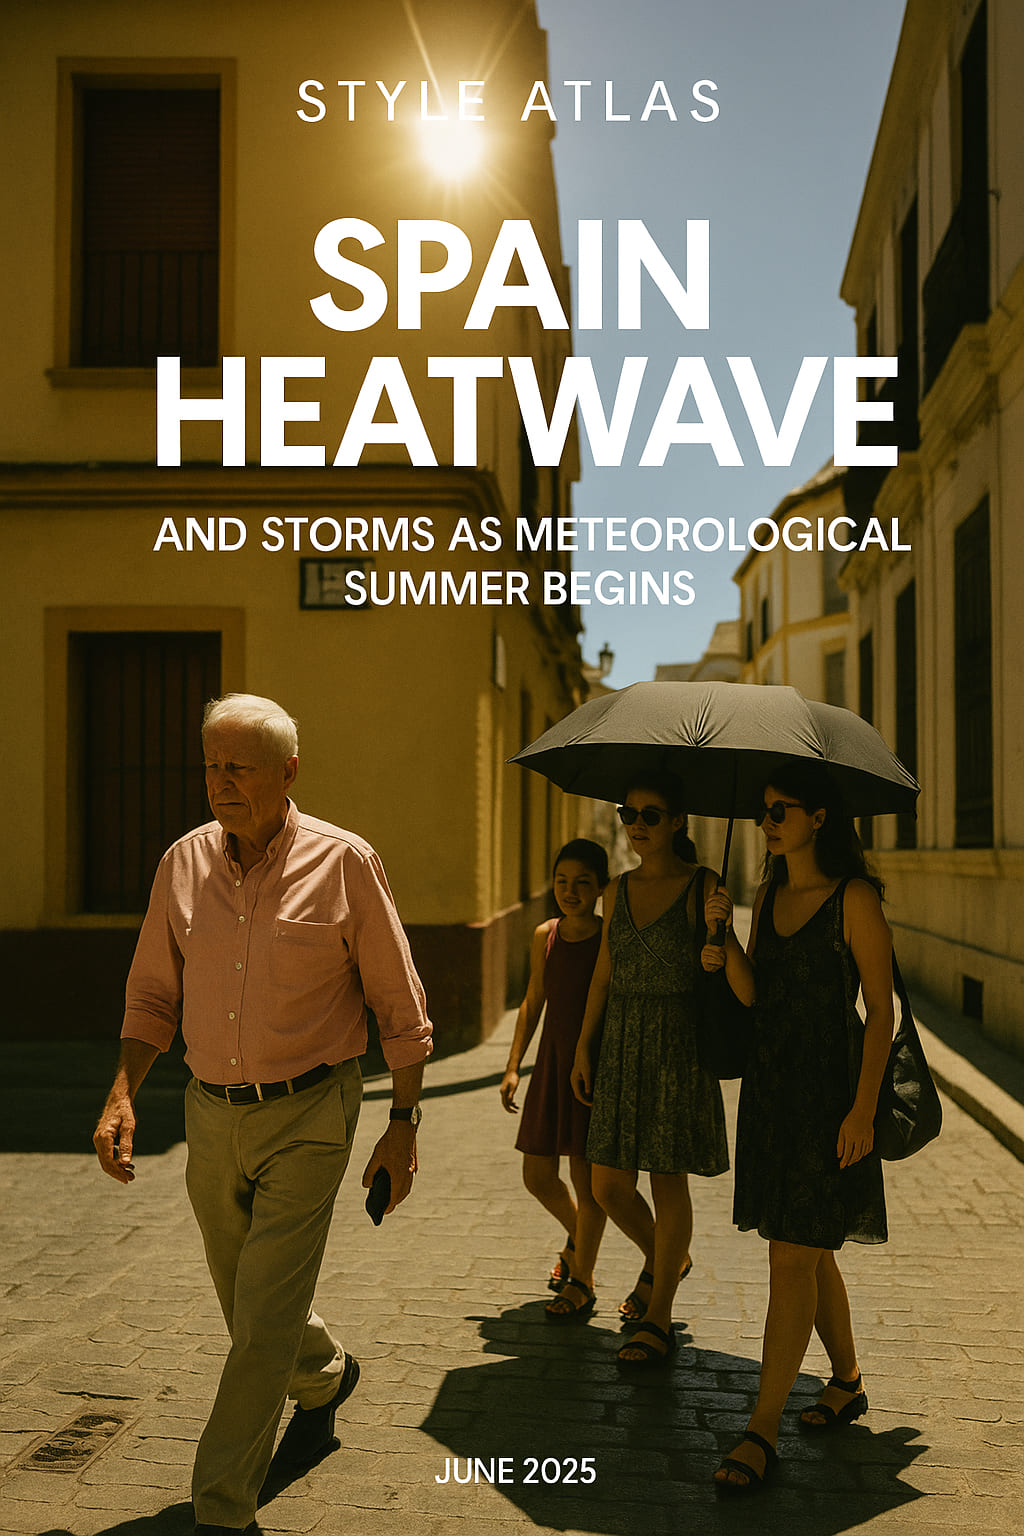 STYLE ATLAS
SPAIN
HEATWAVE
AND STORMS AS METEOROLOGICAL
SUMMER BEGINS
JUNE 2025